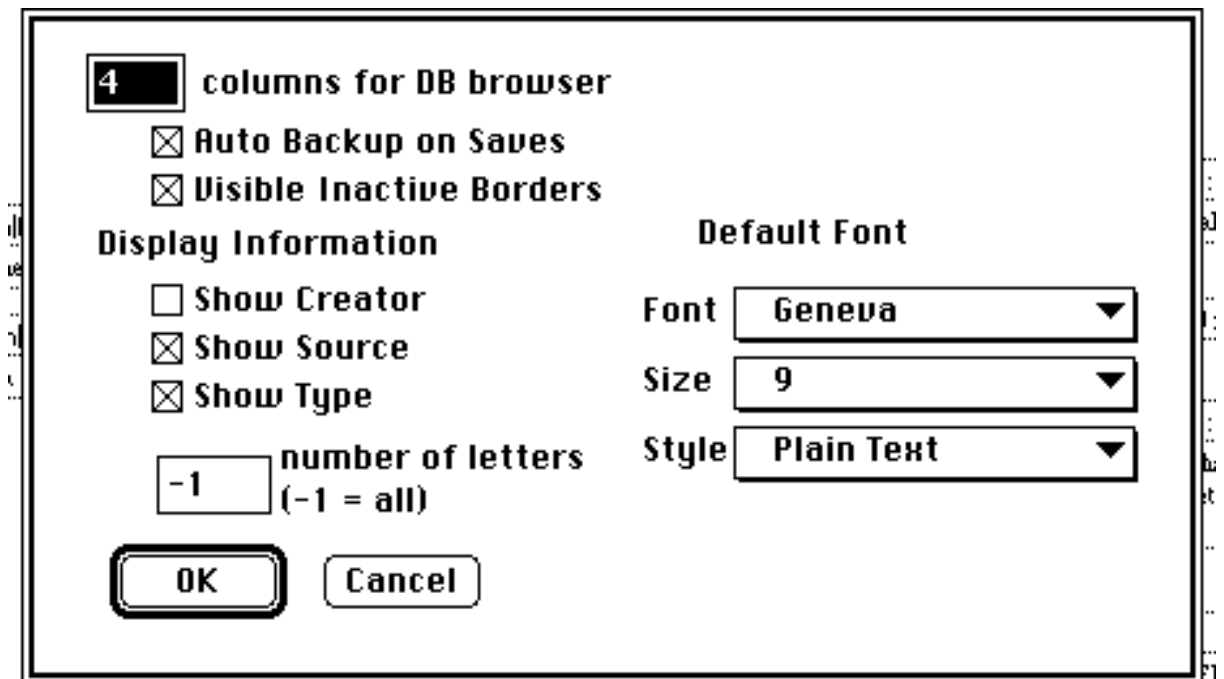 4 columns for DB browser
Auto Backup on Saves
Visible Inactive Borders
Display Information
Show Creator
Show Source
Show Type
-1 number of letters
(-1 = all)
OK Cancel
Default Font
Font Geneva
Size 9
Style Plain Text